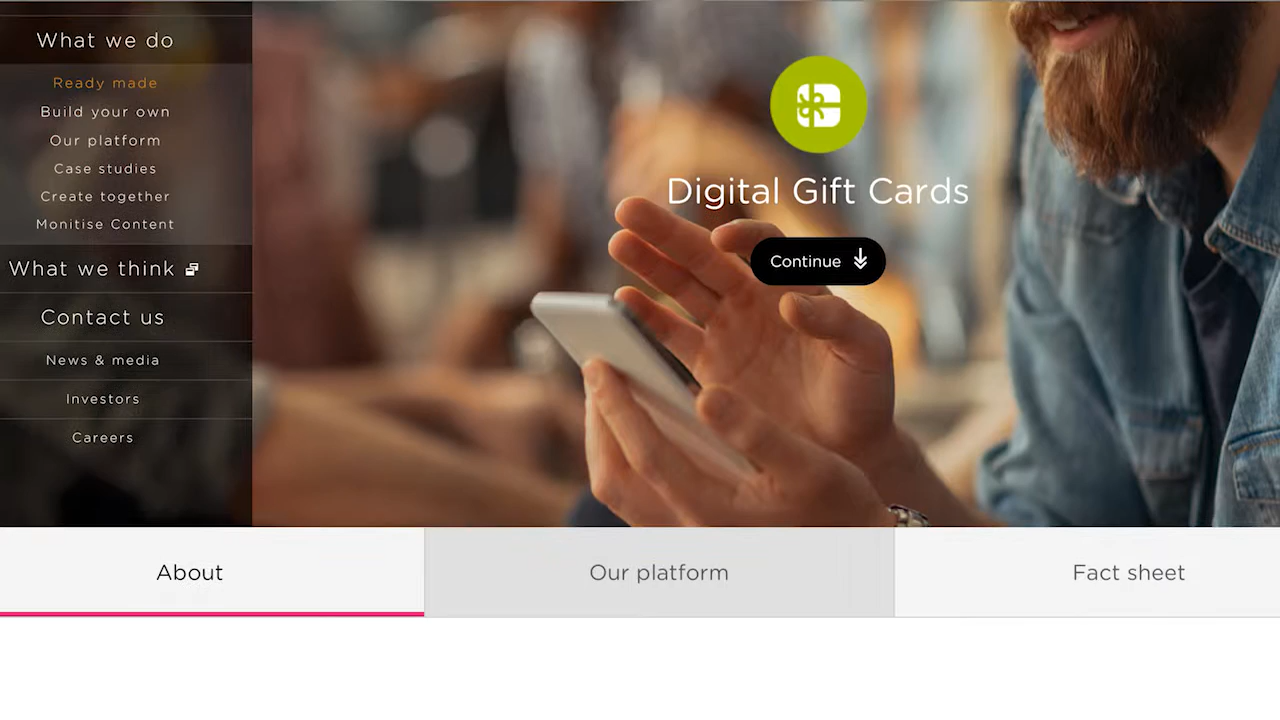 What we do
Ready made
Build your own
Our platform
Case studies
Create together
Monitise Content
What we think
Contact us
News & media
Investors
Careers
Digital Gift Cards
Continue
About
Our platform
Fact sheet